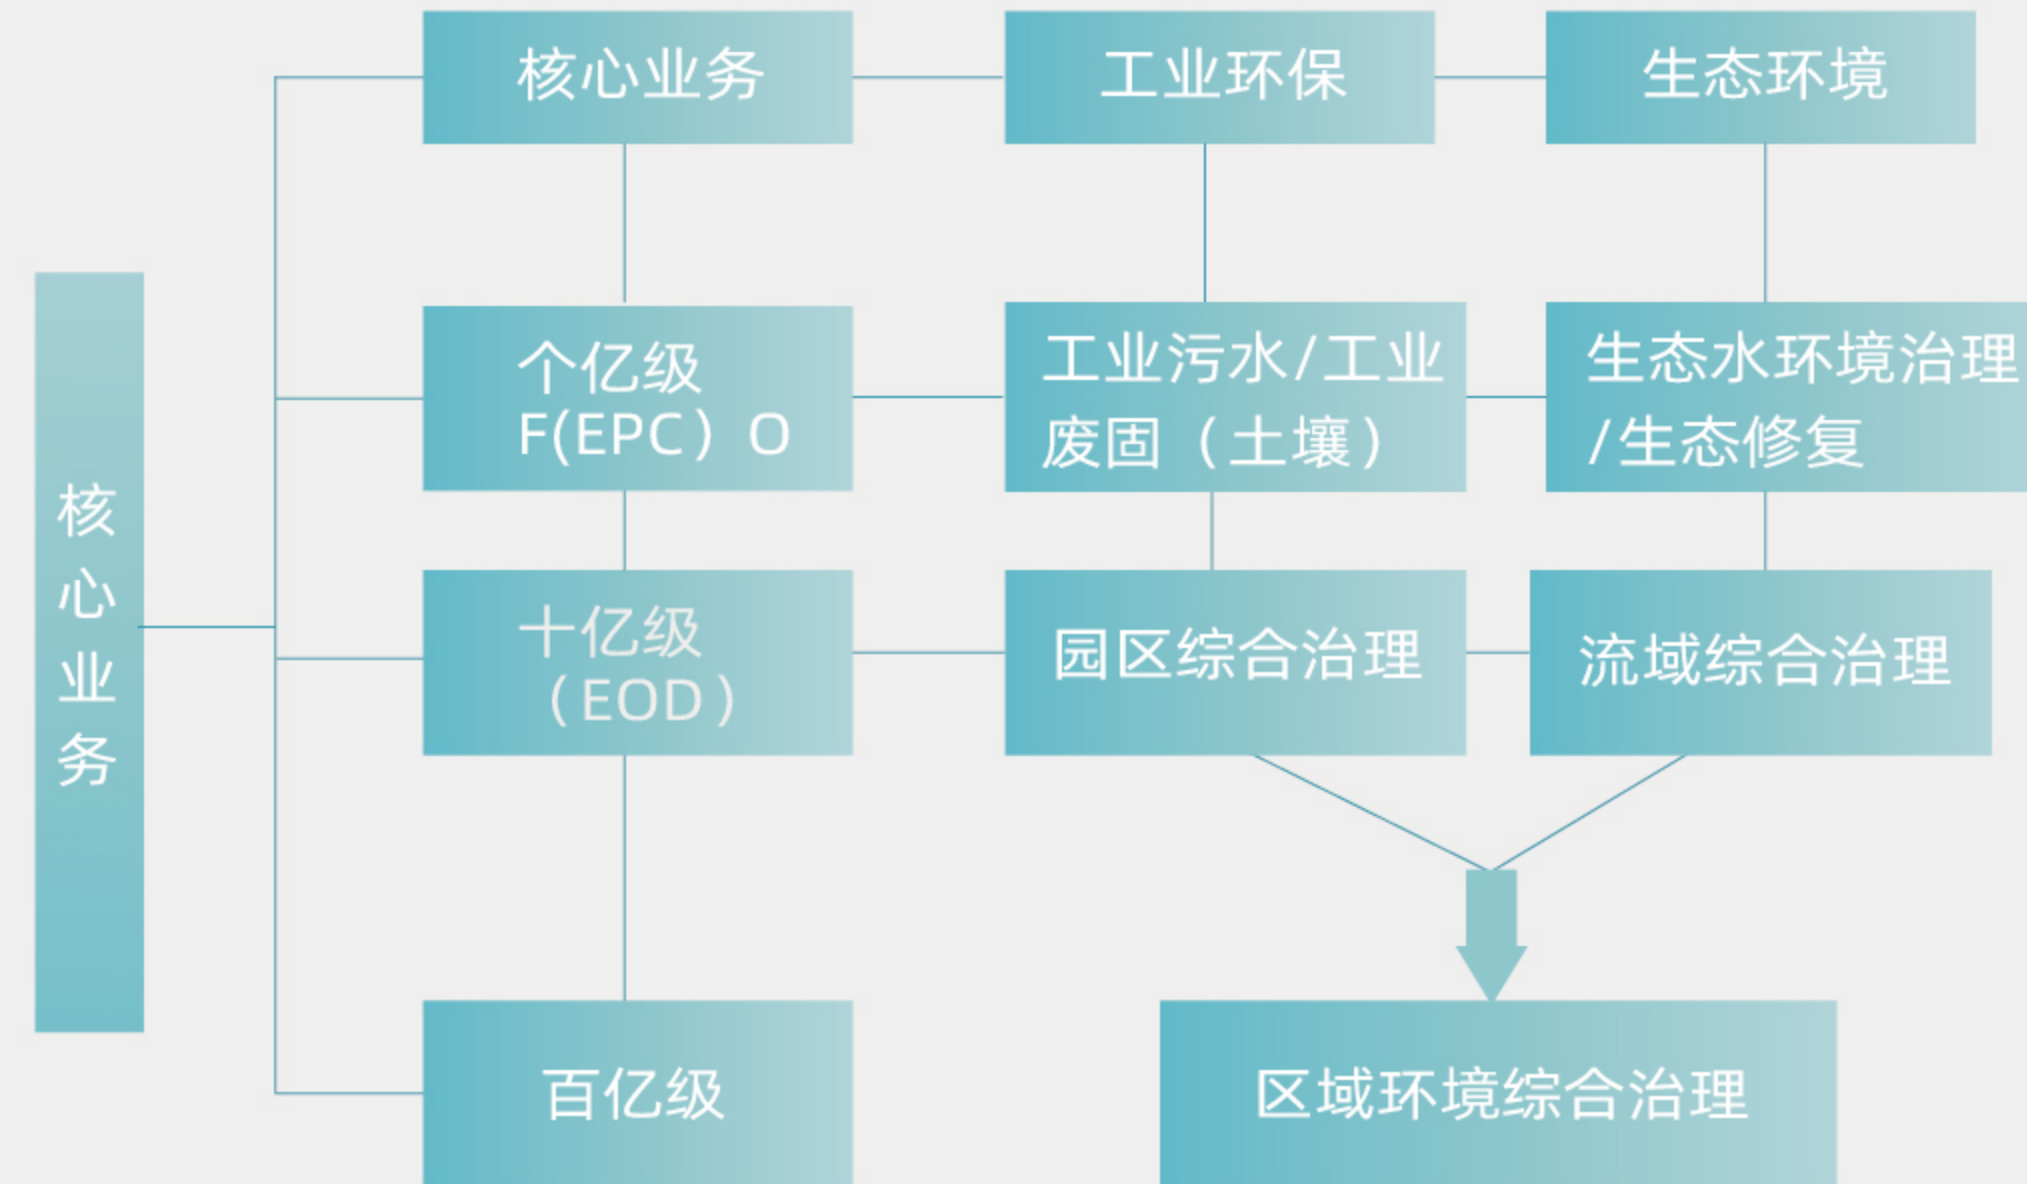 核心业务
核心业务
工业环保
生态环境
个亿级
F(EPC）O
工业污水/工业
废固（土壤）
生态水环境治理
/生态修复
十亿级
（EOD）
园区综合治理
流域综合治理
百亿级
区域环境综合治理